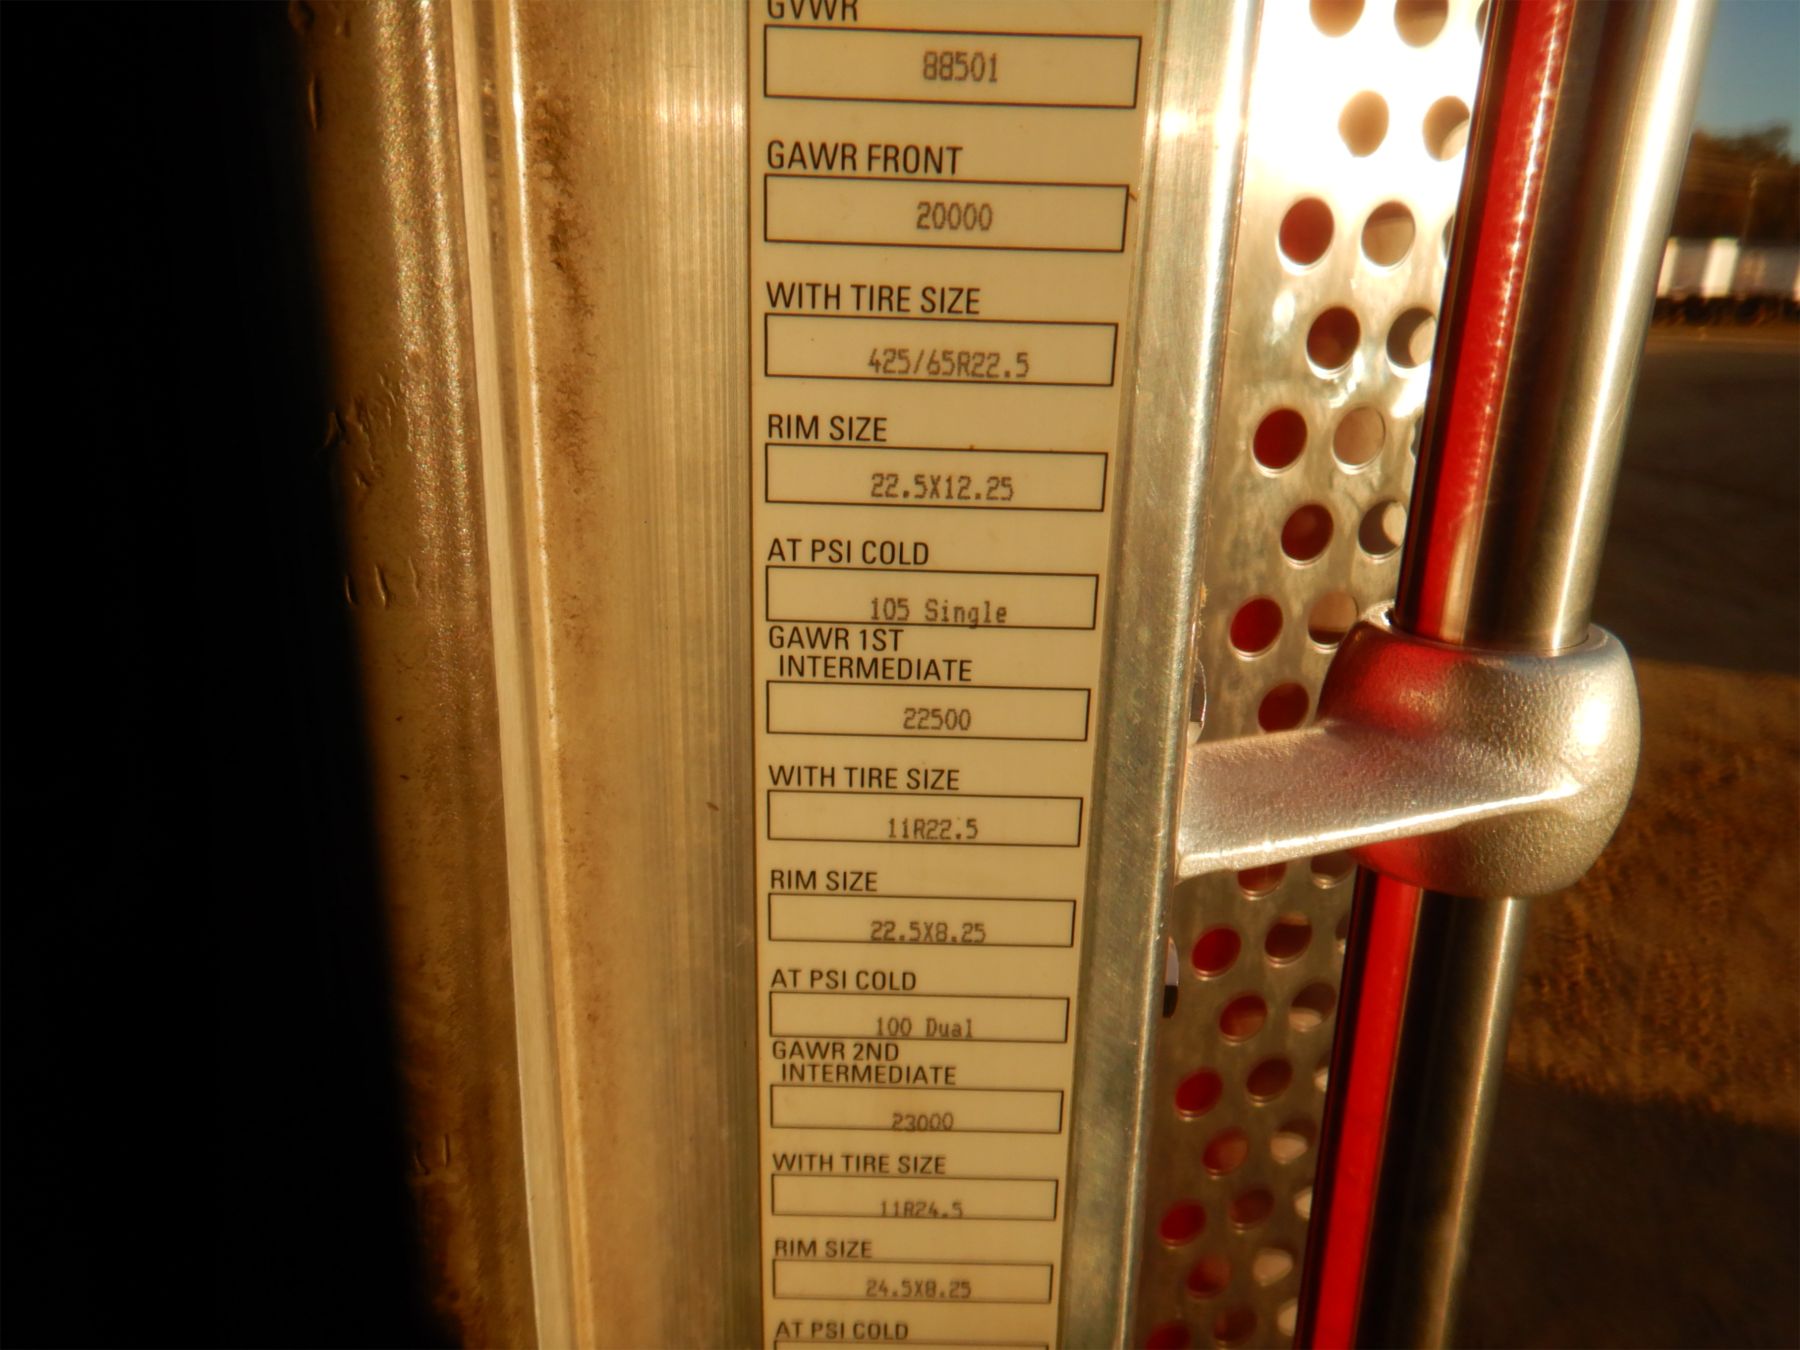 GVWR
88501
GAWR FRONT
20000
WITH TIRE SIZE
425/65R22.5
RIM SIZE
22.5X12.25
AT PSI COLD
105 Single
GAWR 1ST
INTERMEDIATE
22500
WITH TIRE SIZE
11R22.5
RIM SIZE
22.5X8.25
AT PSI COLD
100 Dual
GAWR 2ND
INTERMEDIATE
23000
WITH TIRE SIZE
11R24.5
RIM SIZE
24.5X8.25
AT PSI COLD